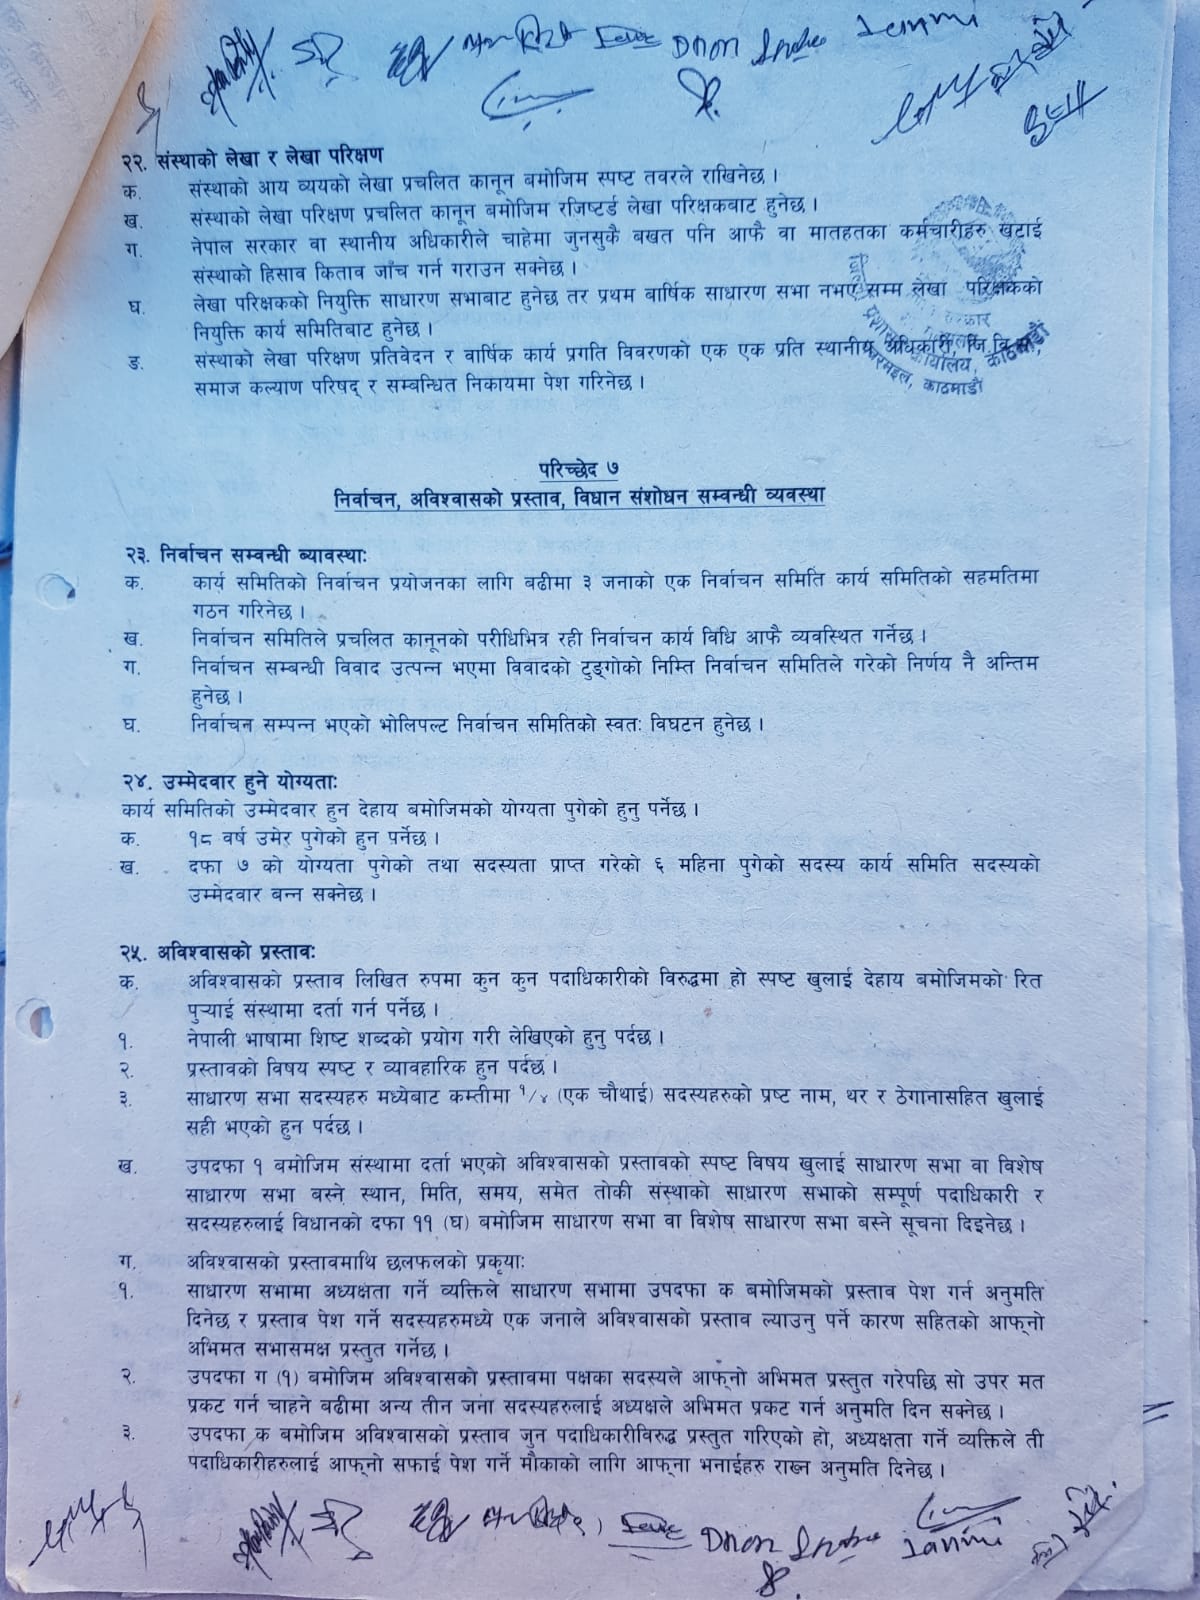 Dnon
Janmi
२२. संस्थाको लेखा र लेखा परिक्षण
क. संस्थाको आय व्ययको लेखा प्रचलित कानून बमोजिम स्पष्ट तवरले राखिनेछ ।
ख. संस्थाको लेखा परिक्षण प्रचलित कानून बमोजिम रजिष्टर्ड लेखा परिक्षकबाट हुनेछ ।
ग. नेपाल सरकार वा स्थानीय अधिकारीले चाहेमा जुनसुकै बखत पनि आफै वा मातहतका कर्मचारीहरु खटाई
संस्थाको हिसाव किताव जाँच गर्न गराउन सक्नेछ ।
घ. लेखा परिक्षकको नियुक्ति साधारण सभाबाट हुनेछ तर प्रथम बार्षिक साधारण सभा नभए सम्म लेखा परिक्षकको
नियुक्ति कार्य समितिबाट हुनेछ ।
ङ. संस्थाको लेखा परिक्षण प्रतिवेदन र वार्षिक कार्य प्रगति विवरणको एक एक प्रति स्थानीय अधिकारी,
समाज कल्याण परिषद् र सम्बन्धित निकायमा पेश गरिनेछ ।
काठमाडौं
परिच्छेद ७
निर्वाचन, अविश्वासको प्रस्ताव, विधान संशोधन सम्वन्धी व्यवस्था
२३. निर्वाचन सम्वन्धी ब्यावस्थाः
क. कार्य समितिको निर्वाचन प्रयोजनका लागि बढीमा ३ जनाको एक निर्वाचन समिति कार्य समितिको सहमतिमा
गठन गरिनेछ ।
ख. निर्वाचन समितिले प्रचलित कानूनको परीधिभित्र रही निर्वाचन कार्य विधि आफै व्यवस्थित गर्नेछ ।
ग. निर्वाचन सम्बन्धी विवाद उत्पन्न भएमा विवादको टुङ्गोको निम्ति निर्वाचन समितिले गरेको निर्णय नै अन्तिम
हुनेछ ।
घ. निर्वाचन सम्पन्न भएको भोलिपल्ट निर्वाचन समितिको स्वतः विघटन हुनेछ ।
२४. उम्मेदवार हुने योग्यताः
कार्य समितिको उम्मेदवार हुन देहाय बमोजिमको योग्यता पुगेको हुनु पर्नेछ ।
क. १८ वर्ष उमेर पुगेको हुन पर्नेछ ।
ख. दफा ७ को योग्यता पुगेको तथा सदस्यता प्राप्त गरेको ६ महिना पुगेको सदस्य कार्य समिति सदस्यको
उम्मेदवार बन्न सक्नेछ ।
२५. अविश्वासको प्रस्तावः
क. अविश्वासको प्रस्ताव लिखित रुपमा कुन कुन पदाधिकारीको विरुद्धमा हो स्पष्ट खुलाई देहाय बमोजिमको रित
पुर्‍याई संस्थामा दर्ता गर्न पर्नेछ ।
१. नेपाली भाषामा शिष्ट शब्दको प्रयोग गरी लेखिएको हुनु पर्दछ ।
२. प्रस्तावको विषय स्पष्ट र व्यावहारिक हुन पर्दछ ।
३. साधारण सभा सदस्यहरु मध्येबाट कम्तीमा १/४ (एक चौथाई) सदस्यहरुको प्रष्ट नाम, थर र ठेगानासहित खुलाई
सही भएको हुन पर्दछ ।
ख. उपदफा १ बमोजिम संस्थामा दर्ता भएको अविश्वासको प्रस्तावको स्पष्ट विषय खुलाई साधारण सभा वा विशेष
साधारण सभा बस्ने स्थान, मिति, समय, समेत तोकी संस्थाको साधारण सभाको सम्पूर्ण पदाधिकारी र
सदस्यहरुलाई विधानको दफा ११ (घ) बमोजिम साधारण सभा वा विशेष साधारण सभा बस्ने सूचना दिइनेछ ।
ग. अविश्वासको प्रस्तावमाथि छलफलको प्रकृयाः
१. साधारण सभामा अध्यक्षता गर्ने व्यक्तिले साधारण सभामा उपदफा क बमोजिमको प्रस्ताव पेश गर्न अनुमति
दिनेछ र प्रस्ताव पेश गर्ने सदस्यहरुमध्ये एक जनाले अविश्वासको प्रस्ताव ल्याउनु पर्ने कारण सहितको आफ्नो
अभिमत सभासमक्ष प्रस्तुत गर्नेछ ।
२. उपदफा ग (१) बमोजिम अविश्वासको प्रस्तावमा पक्षका सदस्यले आफ्नो अभिमत प्रस्तुत गरेपछि सो उपर मत
प्रकट गर्न चाहने बढीमा अन्य तीन जना सदस्यहरुलाई अध्यक्षले अभिमत प्रकट गर्न अनुमति दिन सक्नेछ ।
३. उपदफा क बमोजिम अविश्वासको प्रस्ताव जुन पदाधिकारीविरुद्ध प्रस्तुत गरिएको हो, अध्यक्षता गर्ने व्यक्तिले ती
पदाधिकारीहरुलाई आफ्नो सफाई पेश गर्ने मौकाको लागि आफ्ना भनाईहरु राख्न अनुमति दिनेछ ।
Dnon
Janmi